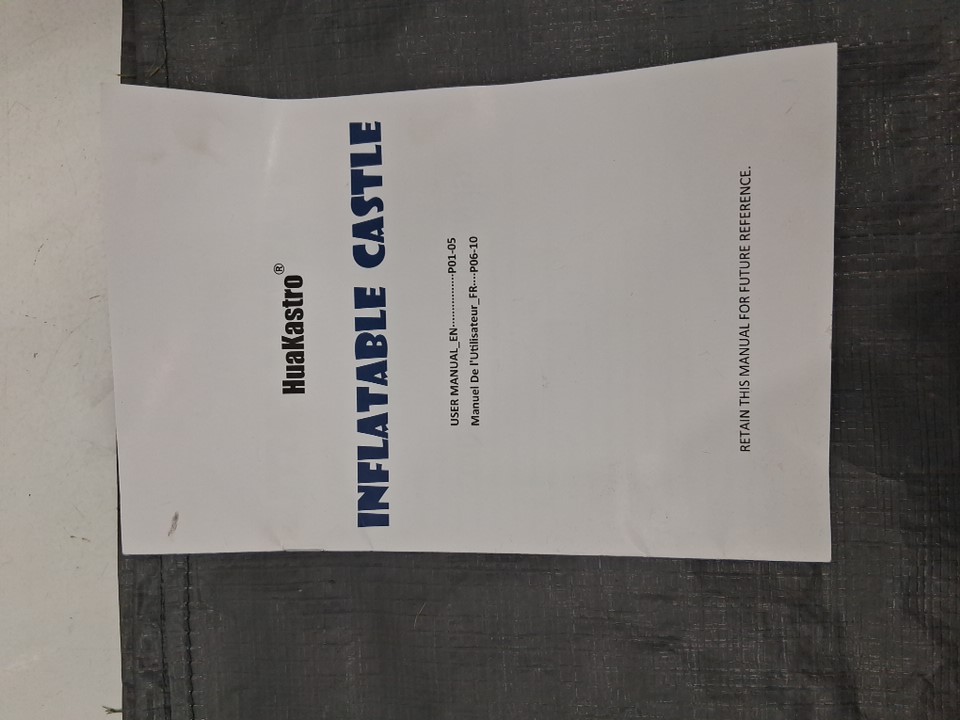 HuaKastro®
INFLATABLE CASTLE
USER MANUAL_EN·················P01-05
Manuel De l'Utilisateur_FR····P06-10
RETAIN THIS MANUAL FOR FUTURE REFERENCE.